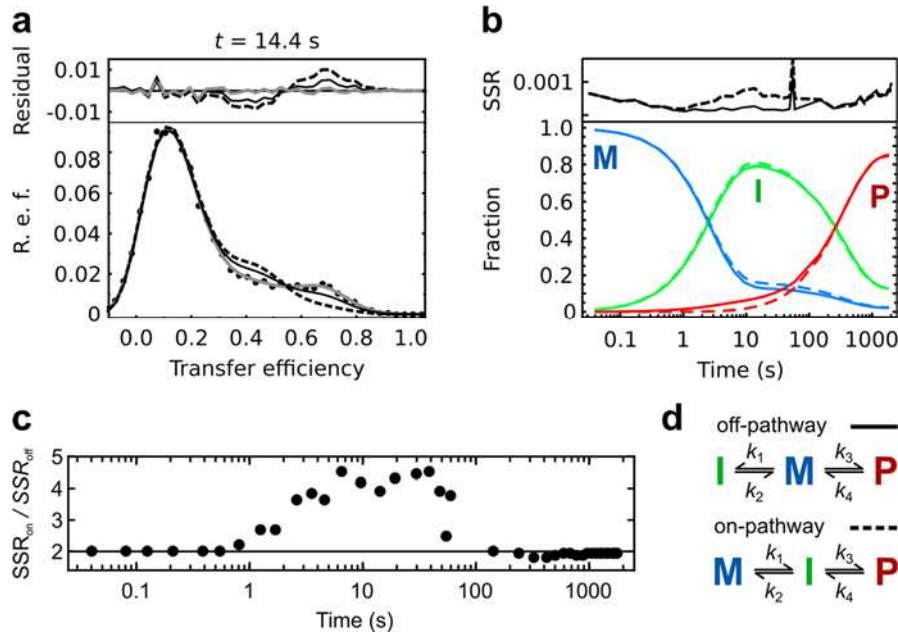 a
t = 14.4 s
Residual
0.01
-0.01
R. e. f.
0.08
0.06
0.04
0.02
0
0.0 0.2 0.4 0.6 0.8 1.0
Transfer efficiency
b
SSR
0.001
Fraction
1.0
0.8
0.6
0.4
0.2
0
M
I
P
0.1 1 10 100 1000
Time (s)
c
SSR_on / SSR_off
5
4
3
2
0.1 1 10 100 1000
Time (s)
d
off-pathway
k1 k3
I M P
k2 k4
on-pathway
k1 k3
M I P
k2 k4